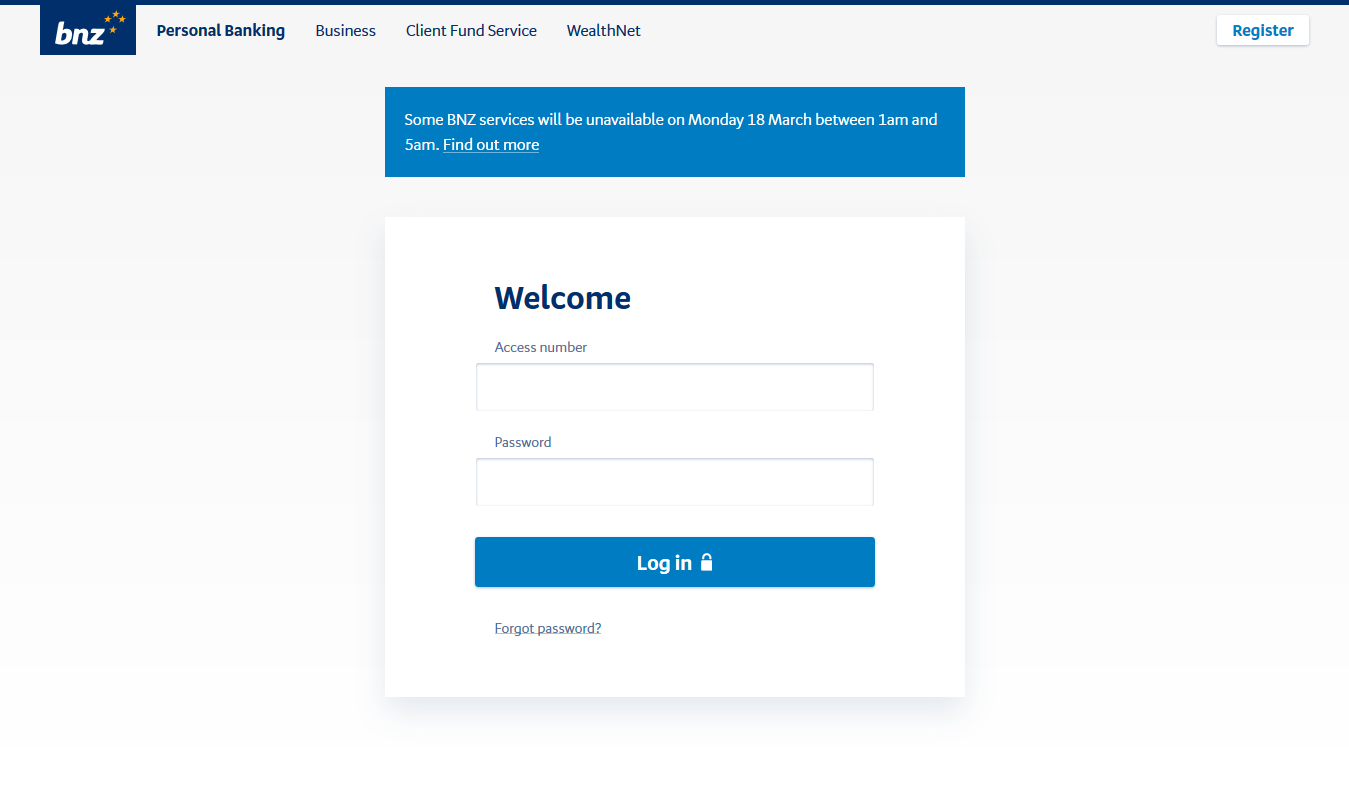 bnz
Personal Banking
Business
Client Fund Service
WealthNet
Register
Some BNZ services will be unavailable on Monday 18 March between 1am and
5am. Find out more
Welcome
Access number
Password
Log in
Forgot password?